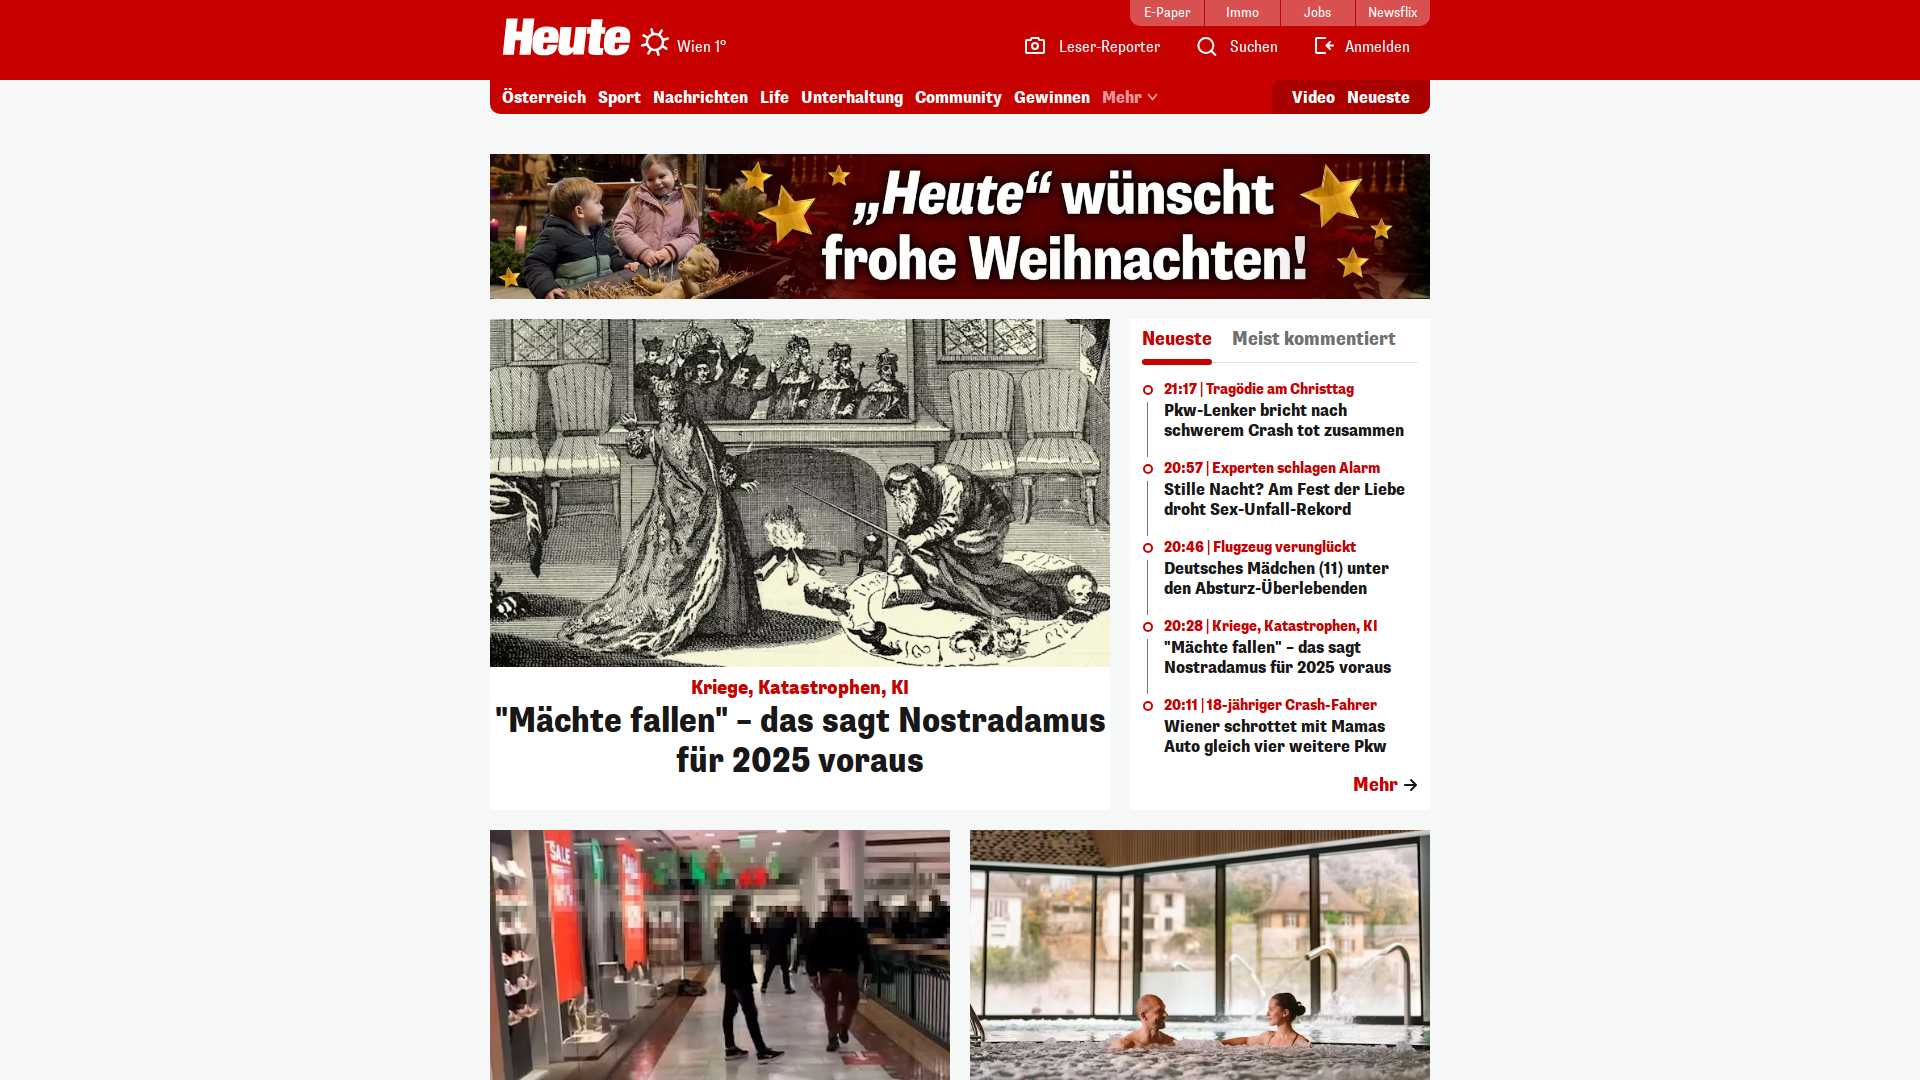 E-Paper
Immo
Jobs
Newsflix
Heute
Wien 1°
Leser-Reporter
Suchen
Anmelden
Österreich
Sport
Nachrichten
Life
Unterhaltung
Community
Gewinnen
Mehr
Video
Neueste
„Heute“ wünscht
frohe Weihnachten!
Kriege, Katastrophen, KI
"Mächte fallen" – das sagt Nostradamus
für 2025 voraus
Neueste
Meist kommentiert
21:17 | Tragödie am Christtag
Pkw-Lenker bricht nach
schwerem Crash tot zusammen
20:57 | Experten schlagen Alarm
Stille Nacht? Am Fest der Liebe
droht Sex-Unfall-Rekord
20:46 | Flugzeug verunglückt
Deutsches Mädchen (11) unter
den Absturz-Überlebenden
20:28 | Kriege, Katastrophen, KI
"Mächte fallen" – das sagt
Nostradamus für 2025 voraus
20:11 | 18-jähriger Crash-Fahrer
Wiener schrottet mit Mamas
Auto gleich vier weitere Pkw
Mehr
SALE
SALE